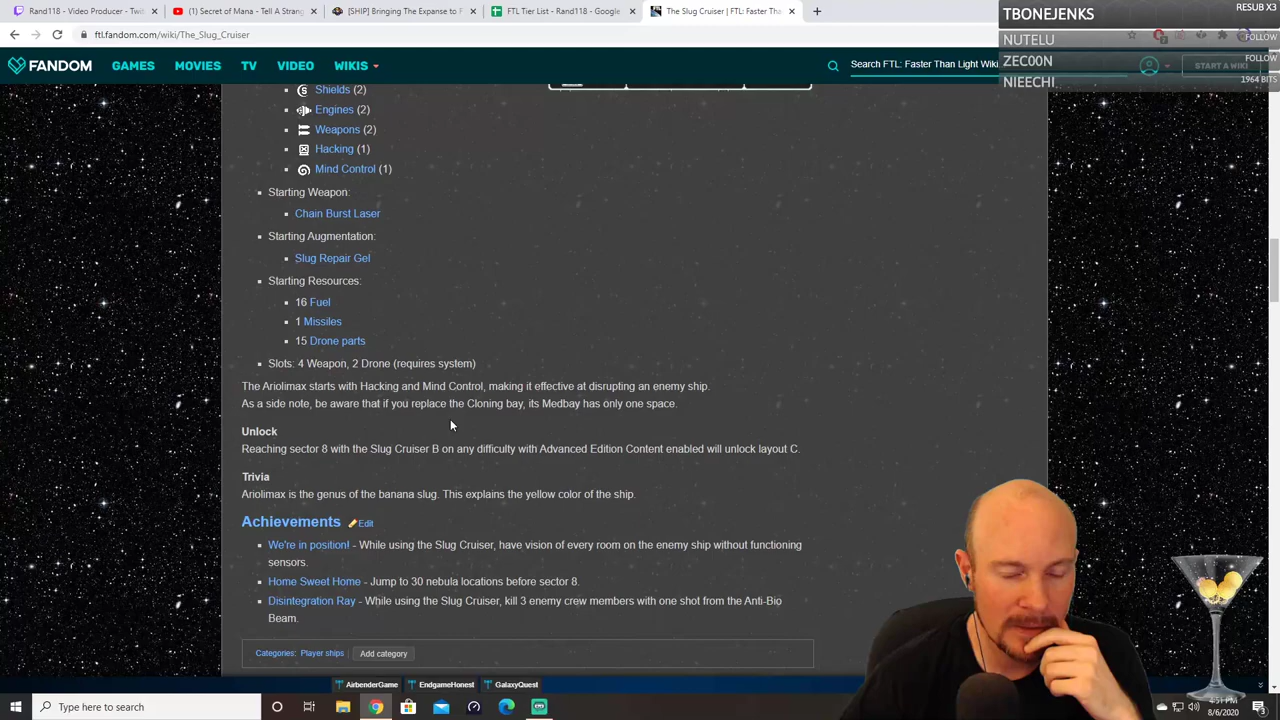 Rand118 - Video Producer - Twit
(1) Secret of Mana - Tell A Strang
[SHIP] Bringing The Expanse to F
FTL Tier List - Rand118 - Google
The Slug Cruiser | FTL: Faster Tha
ftl.fandom.com/wiki/The_Slug_Cruiser
FANDOM
GAMES
MOVIES
TV
VIDEO
WIKIS
Search FTL: Faster Than Light Wiki
START A WIKI
TBONEJENKS
RESUB X3
NUTELU
FOLLOW
ZEC00N
FOLLOW
NIEECHI_
1964 BITS
Shields (2)
Engines (2)
Weapons (2)
Hacking (1)
Mind Control (1)
Starting Weapon:
Chain Burst Laser
Starting Augmentation:
Slug Repair Gel
Starting Resources:
16 Fuel
1 Missiles
15 Drone parts
Slots: 4 Weapon, 2 Drone (requires system)
The Ariolimax starts with Hacking and Mind Control, making it effective at disrupting an enemy ship.
As a side note, be aware that if you replace the Cloning bay, its Medbay has only one space.
Unlock
Reaching sector 8 with the Slug Cruiser B on any difficulty with Advanced Edition Content enabled will unlock layout C.
Trivia
Ariolimax is the genus of the banana slug. This explains the yellow color of the ship.
Achievements Edit
We're in position! - While using the Slug Cruiser, have vision of every room on the enemy ship without functioning
sensors.
Home Sweet Home - Jump to 30 nebula locations before sector 8.
Disintegration Ray - While using the Slug Cruiser, kill 3 enemy crew members with one shot from the Anti-Bio
Beam.
Categories: Player ships
Add category
AirbenderGame
EndgameHonest
GalaxyQuest
Type here to search
4:51 PM
8/6/2020
3